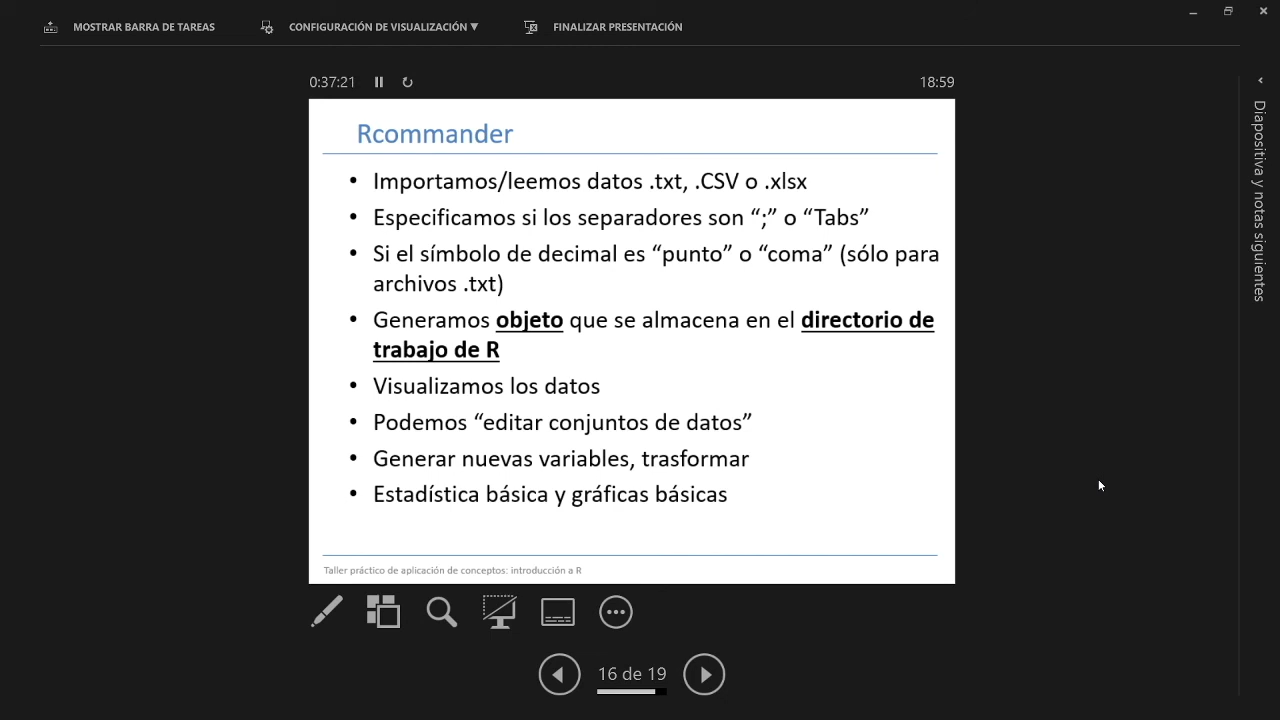 MOSTRAR BARRA DE TAREAS
CONFIGURACIÓN DE VISUALIZACIÓN ▼
FINALIZAR PRESENTACIÓN
0:37:21
18:59
Rcommander
• Importamos/leemos datos .txt, .CSV o .xlsx
• Especificamos si los separadores son “;” o “Tabs”
• Si el símbolo de decimal es “punto” o “coma” (sólo para
archivos .txt)
• Generamos objeto que se almacena en el directorio de
trabajo de R
• Visualizamos los datos
• Podemos “editar conjuntos de datos”
• Generar nuevas variables, trasformar
• Estadística básica y gráficas básicas
Taller práctico de aplicación de conceptos: introducción a R
16 de 19
Diapositiva y notas siguientes